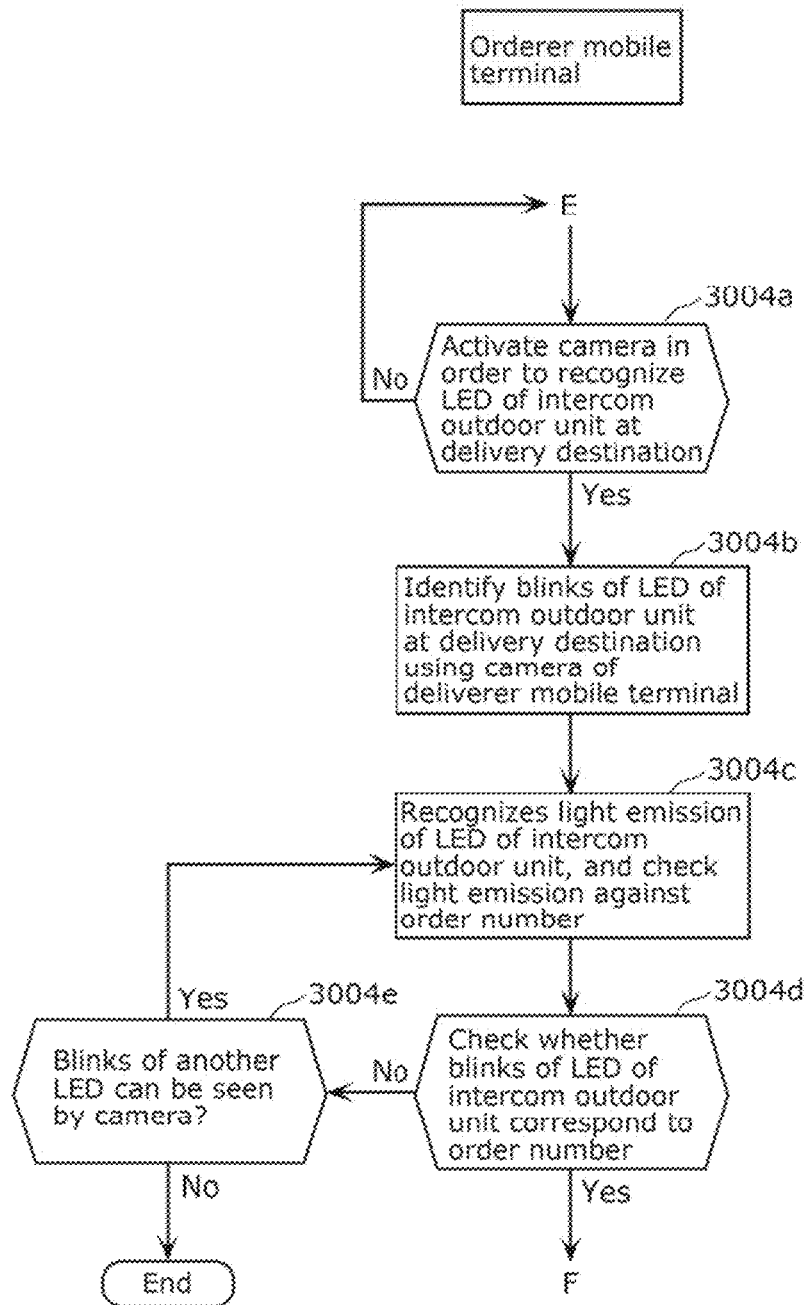 Orderer mobile
terminal
E
3004a
Activate camera in
order to recognize
LED of intercom
outdoor unit at
delivery destination
No
Yes
3004b
Identify blinks of LED of
intercom outdoor unit
at delivery destination
using camera of
deliverer mobile terminal
3004c
Recognizes light emission
of LED of intercom
outdoor unit, and check
light emission against
order number
3004d
Check whether
blinks of LED of
intercom outdoor
unit correspond to
order number
No
Yes
3004e
Blinks of another
LED can be seen
by camera?
Yes
No
End
F